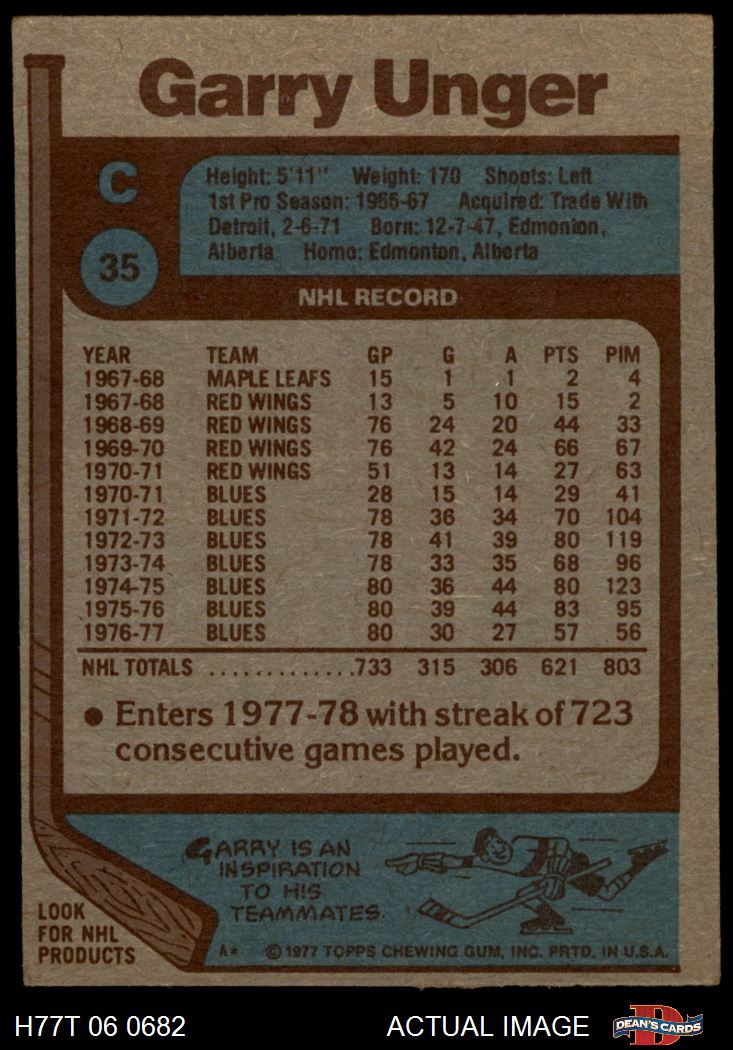 Garry Unger
C
35
Height: 5'11" Weight: 170 Shoots: Left
1st Pro Season: 1966-67 Acquired: Trade With
Detroit, 2-6-71 Born: 12-7-47, Edmonton,
Alberta Home: Edmonton, Alberta
NHL RECORD
YEAR TEAM GP G A PTS PIM
1967-68 MAPLE LEAFS 15 1 1 2 4
1967-68 RED WINGS 13 5 10 15 2
1968-69 RED WINGS 76 24 20 44 33
1969-70 RED WINGS 76 42 24 66 67
1970-71 RED WINGS 51 13 14 27 63
1970-71 BLUES 28 15 14 29 41
1971-72 BLUES 78 36 34 70 104
1972-73 BLUES 78 41 39 80 119
1973-74 BLUES 78 33 35 68 96
1974-75 BLUES 80 36 44 80 123
1975-76 BLUES 80 39 44 83 95
1976-77 BLUES 80 30 27 57 56
NHL TOTALS .............733 315 306 621 803
● Enters 1977-78 with streak of 723
consecutive games played.
GARRY IS AN
INSPIRATION
TO HIS
TEAMMATES.
LOOK
FOR NHL
PRODUCTS
A* © 1977 TOPPS CHEWING GUM, INC. PRTD. IN U.S.A.
H77T 06 0682 ACTUAL IMAGE DEAN'S CARDS